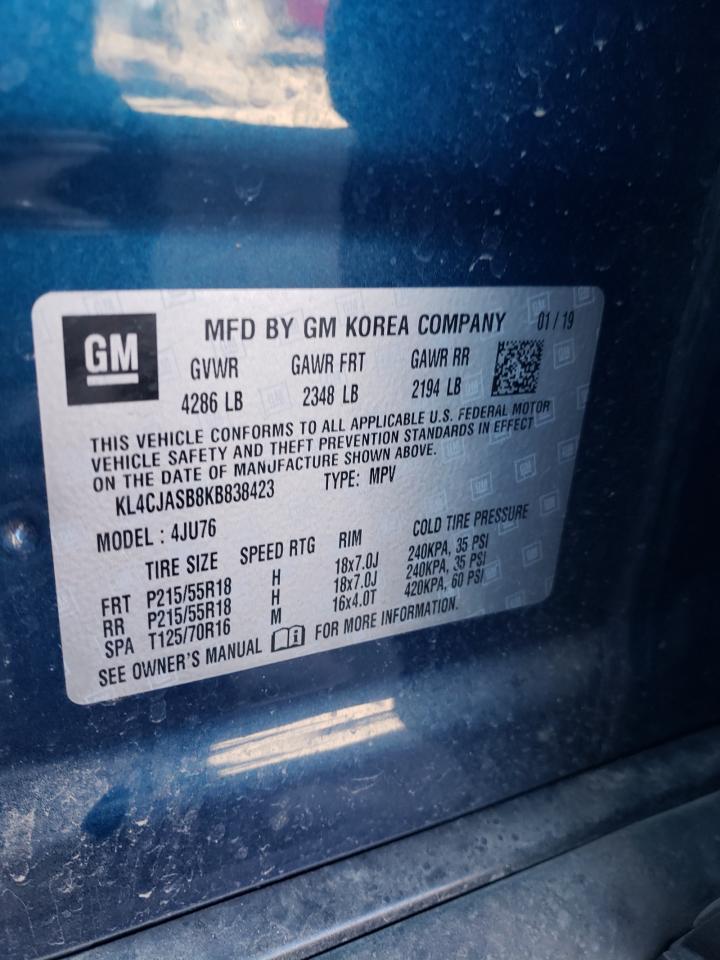 GM
MFD BY GM KOREA COMPANY 01/19
GVWR GAWR FRT GAWR RR
4286 LB 2348 LB 2194 LB
THIS VEHICLE CONFORMS TO ALL APPLICABLE U.S. FEDERAL MOTOR
VEHICLE SAFETY AND THEFT PREVENTION STANDARDS IN EFFECT
ON THE DATE OF MANUFACTURE SHOWN ABOVE.
KL4CJASB8KB838423 TYPE: MPV
MODEL : 4JU76
TIRE SIZE SPEED RTG RIM COLD TIRE PRESSURE
FRT P215/55R18 H 18x7.0J 240KPA, 35 PSI
RR P215/55R18 H 18x7.0J 240KPA, 35 PSI
SPA T125/70R16 M 16x4.0T 420KPA, 60 PSI
SEE OWNER'S MANUAL FOR MORE INFORMATION.